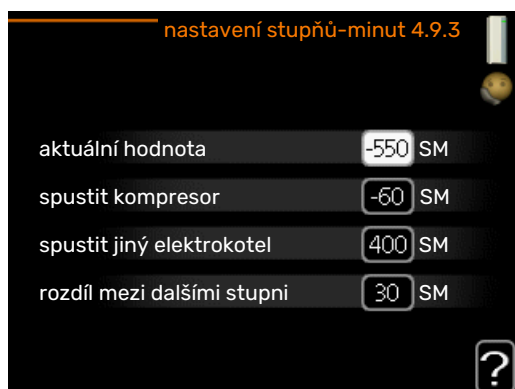 nastavení stupňů-minut 4.9.3
aktuální hodnota -550 SM
spustit kompresor -60 SM
spustit jiný elektrokotel 400 SM
rozdíl mezi dalšími stupni 30 SM
?